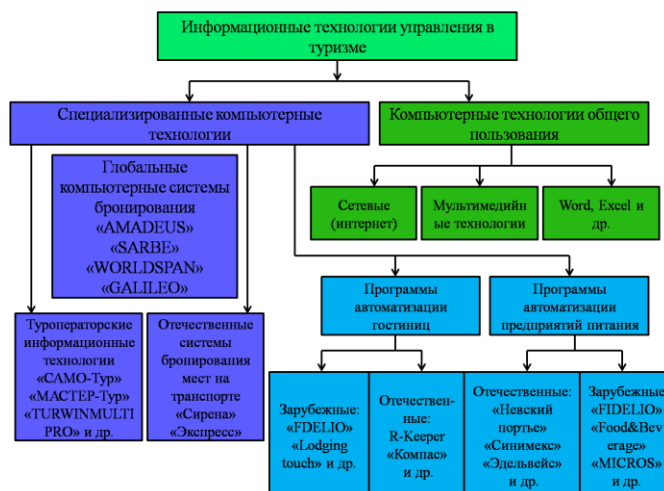 Информационные технологии управления в
туризме
Специализированные компьютерные
технологии
Компьютерные технологии общего
пользования
Глобальные
компьютерные системы
бронирования
«AMADEUS»
«SARBE»
«WORLDSPAN»
«GALILEO»
Сетевые
(интернет)
Мультимедийн
ые технологии
Word, Excel и
др.
Программы
автоматизации
гостиниц
Программы
автоматизации
предприятий питания
Туроператорские
информационные
технологии
«САМО-Тур»
«МАСТЕР-Тур»
«TURWINMULTI
PRO» и др.
Отечественные
системы
бронирования
мест на
транспорте
«Сирена»
«Экспресс»
Зарубежные:
«FDELIO»
«Lodging
touch» и др.
Отечествен-
ные:
R-Keeper
«Компас»
и др.
Отечественные:
«Невский
портье»
«Синимекс»
«Эдельвейс»
и др.
Зарубежные:
«FIDELIO»
«Food&Bev
erage»
«MICROS»
и др.